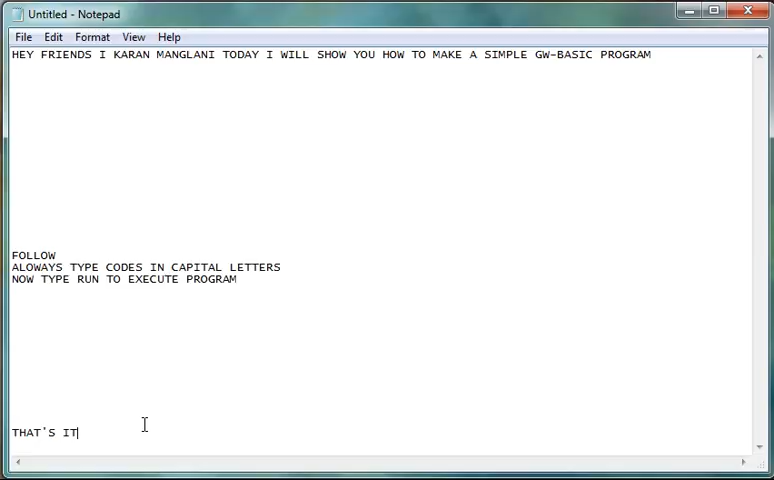 Untitled - Notepad
File Edit Format View Help
HEY FRIENDS I KARAN MANGLANI TODAY I WILL SHOW YOU HOW TO MAKE A SIMPLE GW-BASIC PROGRAM
FOLLOW
ALOWAYS TYPE CODES IN CAPITAL LETTERS
NOW TYPE RUN TO EXECUTE PROGRAM
THAT'S IT